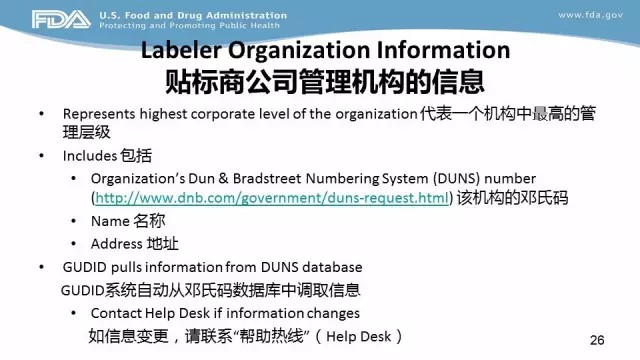 FDA U.S. Food and Drug Administration
Protecting and Promoting Public Health
www.fda.gov
Labeler Organization Information
贴标商公司管理机构的信息
• Represents highest corporate level of the organization 代表一个机构中最高的管
理层级
• Includes 包括
• Organization's Dun & Bradstreet Numbering System (DUNS) number
(http://www.dnb.com/government/duns-request.html) 该机构的邓氏码
• Name 名称
• Address 地址
• GUDID pulls information from DUNS database
GUDID系统自动从邓氏码数据库中调取信息
• Contact Help Desk if information changes
如信息变更，请联系“帮助热线”（Help Desk）
26